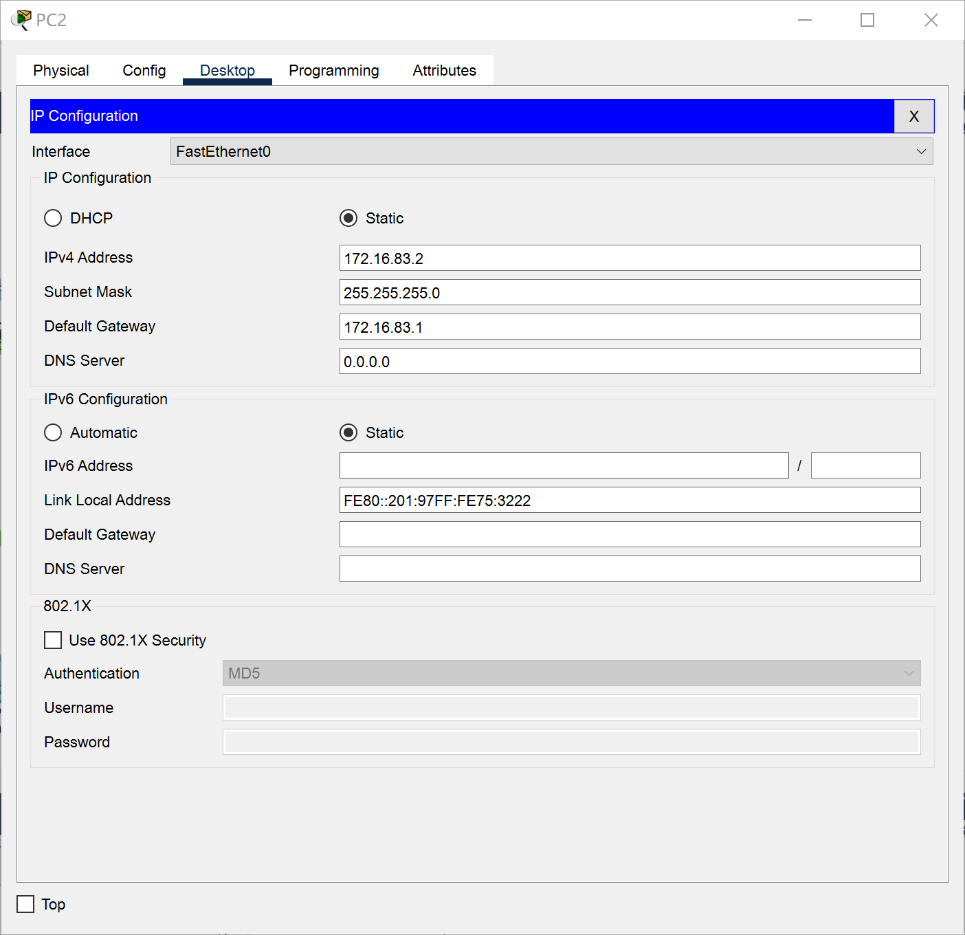 PC2
Physical Config Desktop Programming Attributes
IP Configuration X
Interface FastEthernet0
IP Configuration
DHCP Static
IPv4 Address 172.16.83.2
Subnet Mask 255.255.255.0
Default Gateway 172.16.83.1
DNS Server 0.0.0.0
IPv6 Configuration
Automatic Static
IPv6 Address /
Link Local Address FE80::201:97FF:FE75:3222
Default Gateway
DNS Server
802.1X
Use 802.1X Security
Authentication MD5
Username
Password
Top